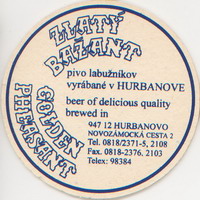 ZLATÝ
BAŽANT
pivo labužníkov
vyrábané v HURBANOVE
beer of delicious quality
brewed in
947 12 HURBANOVO
NOVOZÁMOCKÁ CESTA 2
Tel. 0818/2371-5, 2108
Fax. 0818-2376, 2103
Telex: 98384
GOLDEN
PHEASANT